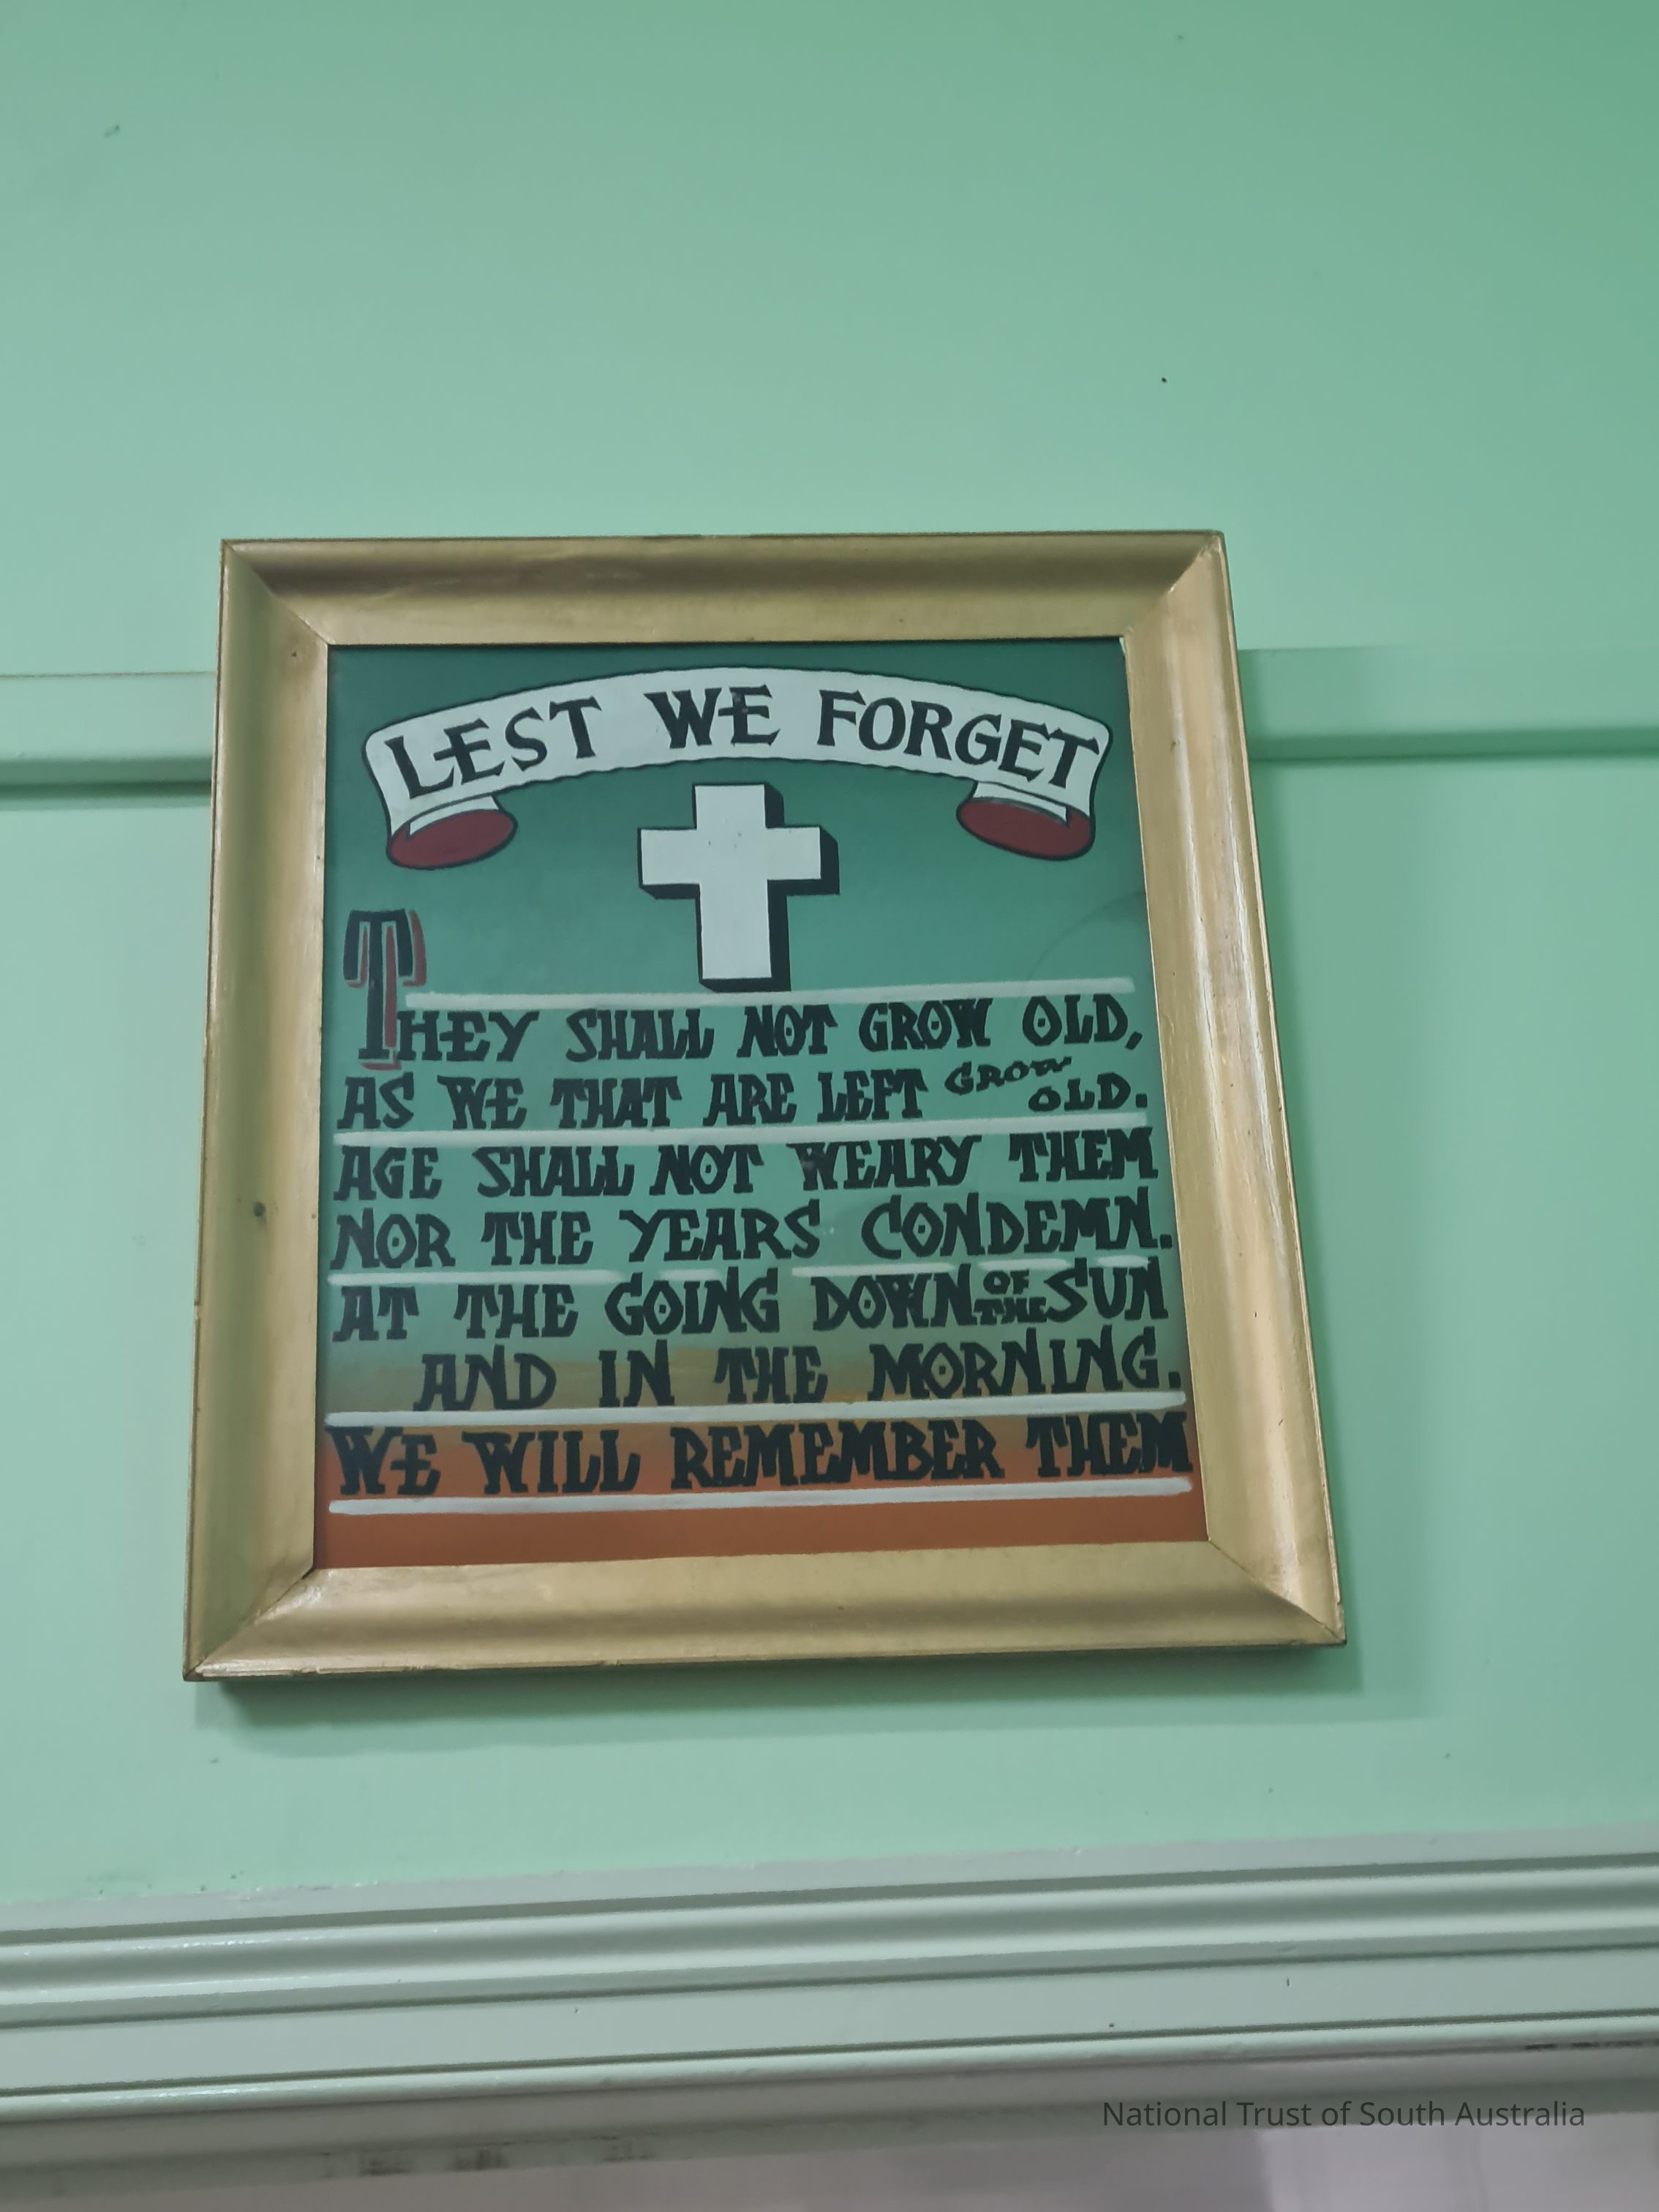 LEST WE FORGET
THEY SHALL NOT GROW OLD,
AS WE THAT ARE LEFT GROW OLD.
AGE SHALL NOT WEARY THEM
NOR THE YEARS CONDEMN.
AT THE GOING DOWN OF THE SUN
AND IN THE MORNING.
WE WILL REMEMBER THEM
National Trust of South Australia